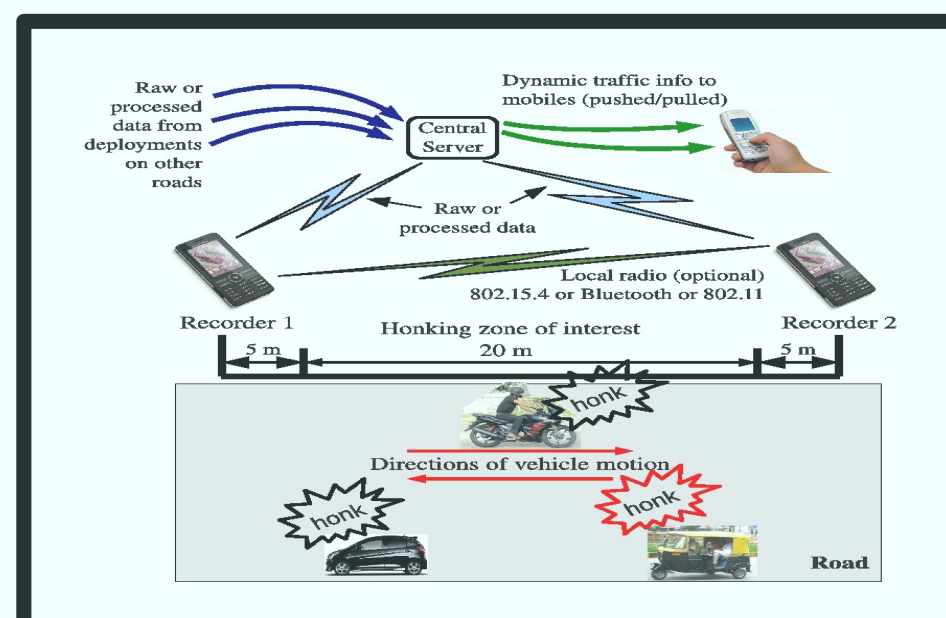 Raw or
processed
data from
deployments
on other
roads
Dynamic traffic info to
mobiles (pushed/pulled)
Central
Server
Raw or
processed data
Local radio (optional)
802.15.4 or Bluetooth or 802.11
Recorder 1
Honking zone of interest
Recorder 2
5 m
20 m
5 m
honk
Directions of vehicle motion
honk
honk
Road